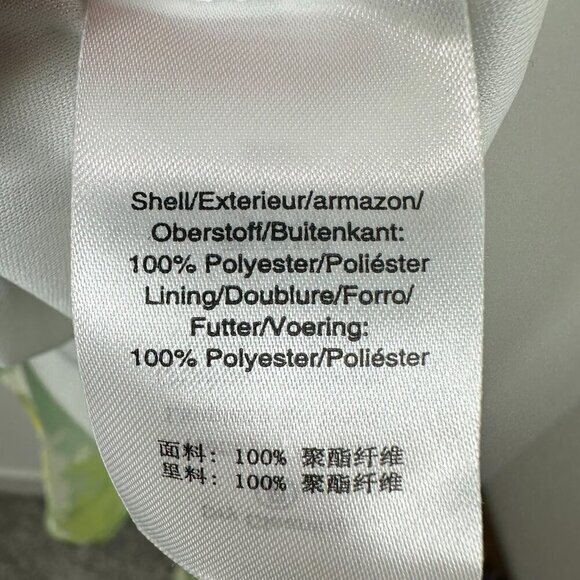 Shell/Exterieur/armazon/
Oberstoff/Buitenkant:
100% Polyester/Poliéster
Lining/Doublure/Forro/
Futter/Voering:
100% Polyester/Poliéster
面料: 100% 聚酯纤维
里料: 100% 聚酯纤维